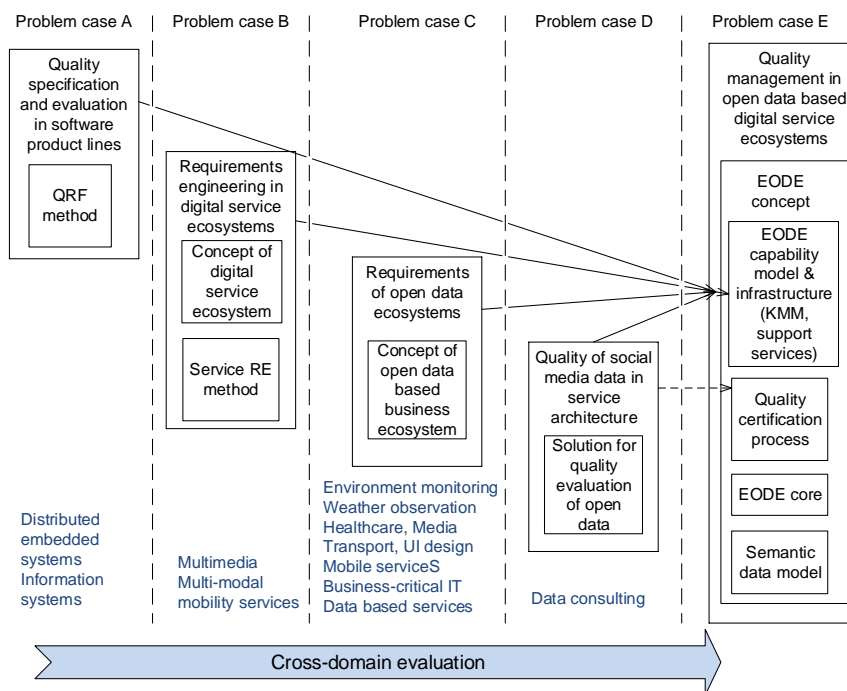 Problem case A
Problem case B
Problem case C
Problem case D
Problem case E
Quality
specification
and evaluation
in software
product lines
QRF
method
Distributed
embedded
systems
Information
systems
Requirements
engineering in
digital service
ecosystems
Concept of
digital
service
ecosystem
Service RE
method
Multimedia
Multi-modal
mobility services
Requirements
of open data
ecosystems
Concept of
open data
based
business
ecosystem
Environment monitoring
Weather observation
Healthcare, Media
Transport, UI design
Mobile serviceS
Business-critical IT
Data based services
Quality of social
media data in
service
architecture
Solution for
quality
evaluation
of open
data
Data consulting
Quality
management in
open data based
digital service
ecosystems
EODE
concept
EODE
capability
model &
infrastructure
(KMM,
support
services)
Quality
certification
process
EODE core
Semantic
data model
Cross-domain evaluation